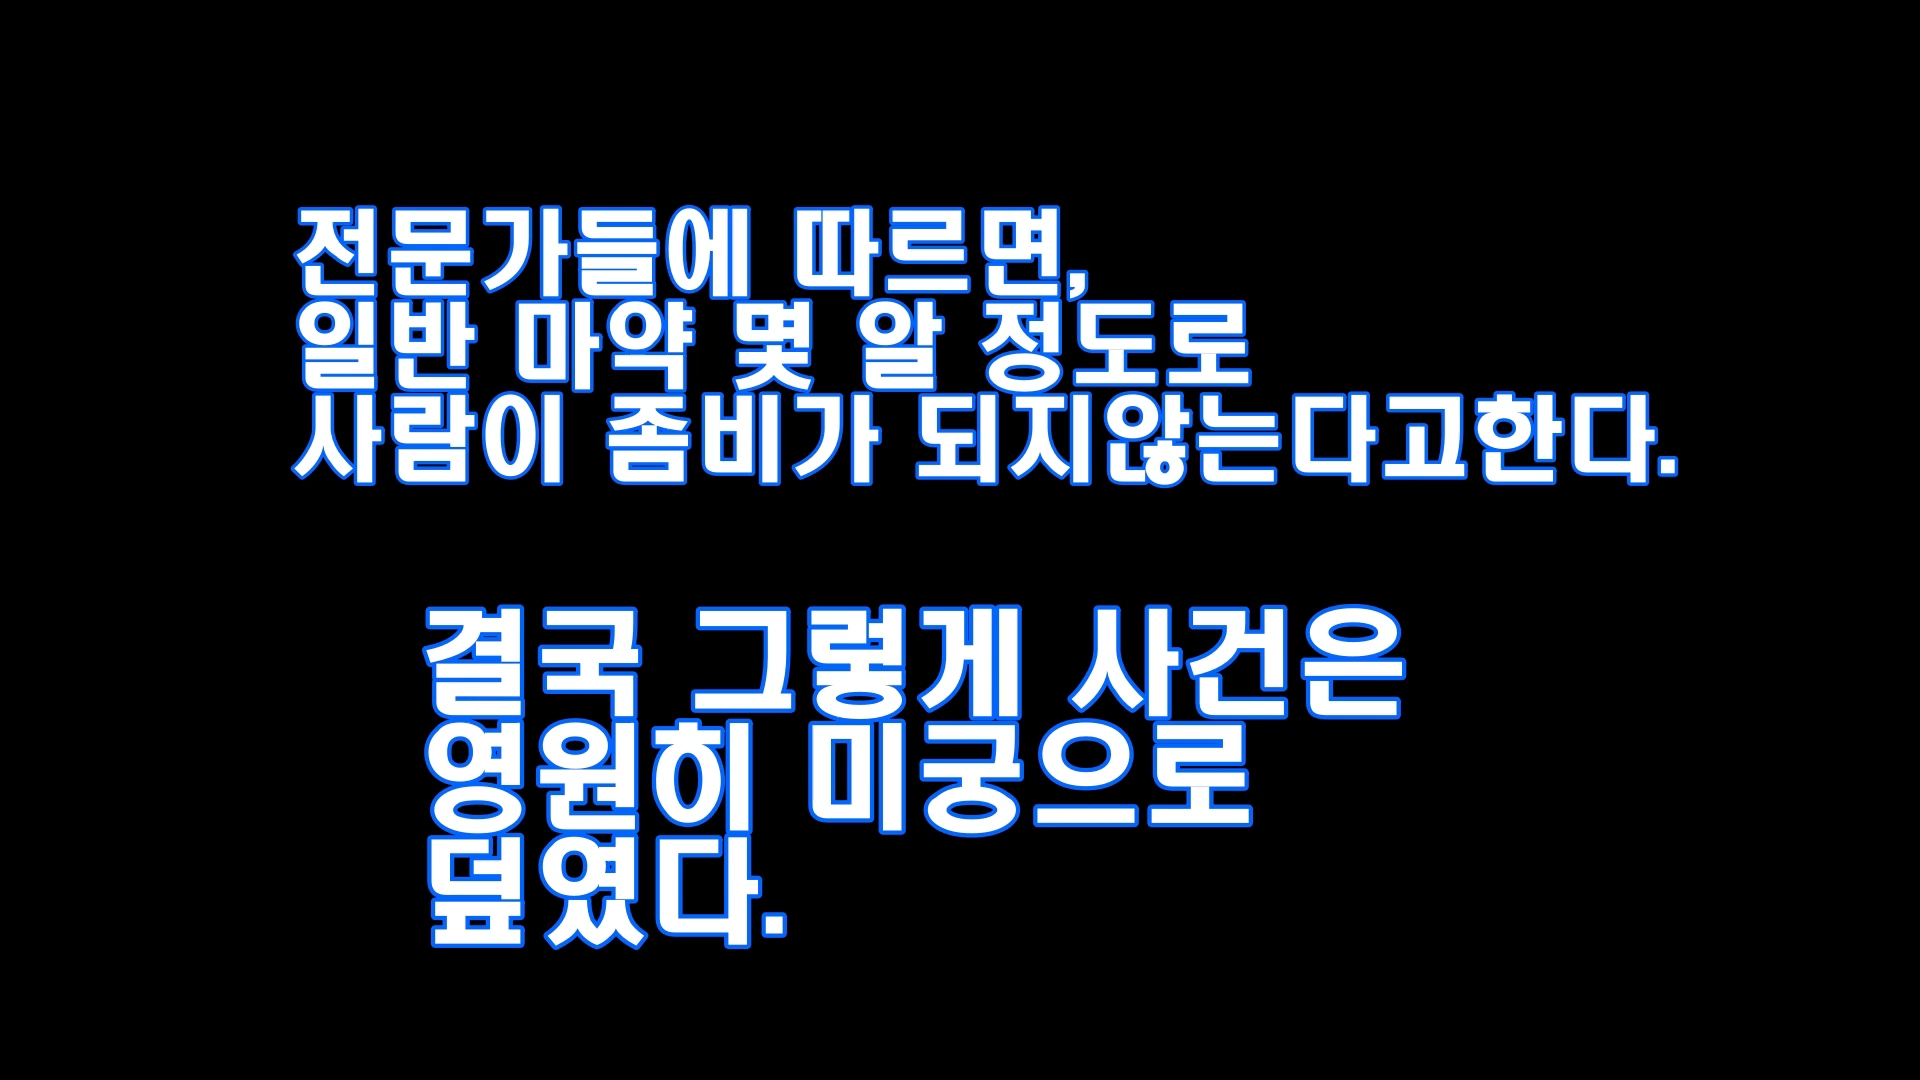 전문가들에 따르면,
일반 마약 몇 알 정도로
사람이 좀비가 되지않는다고한다.
결국 그렇게 사건은
영원히 미궁으로
덮였다.